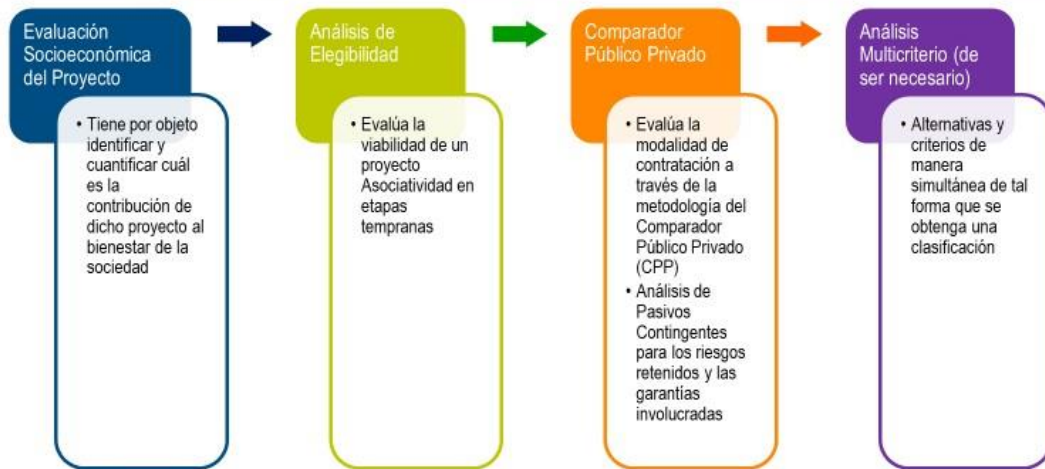 Evaluación
Socioeconómica
del Proyecto
• Tiene por objeto
identificar y
cuantificar cuál
es la
contribución de
dicho proyecto al
bienestar de la
sociedad
Análisis de
Elegibilidad
• Evalúa la
viabilidad de un
proyecto
Asociatividad en
etapas
tempranas
Comparador
Público Privado
• Evalúa la
modalidad de
contratación a
través de la
metodología del
Comparador
Público Privado
(CPP)
• Análisis de
Pasivos
Contingentes
para los riesgos
retenidos y las
garantías
involucradas
Análisis
Multicriterio (de
ser necesario)
• Alternativas y
criterios de
manera
simultánea de tal
forma que se
obtenga una
clasificación